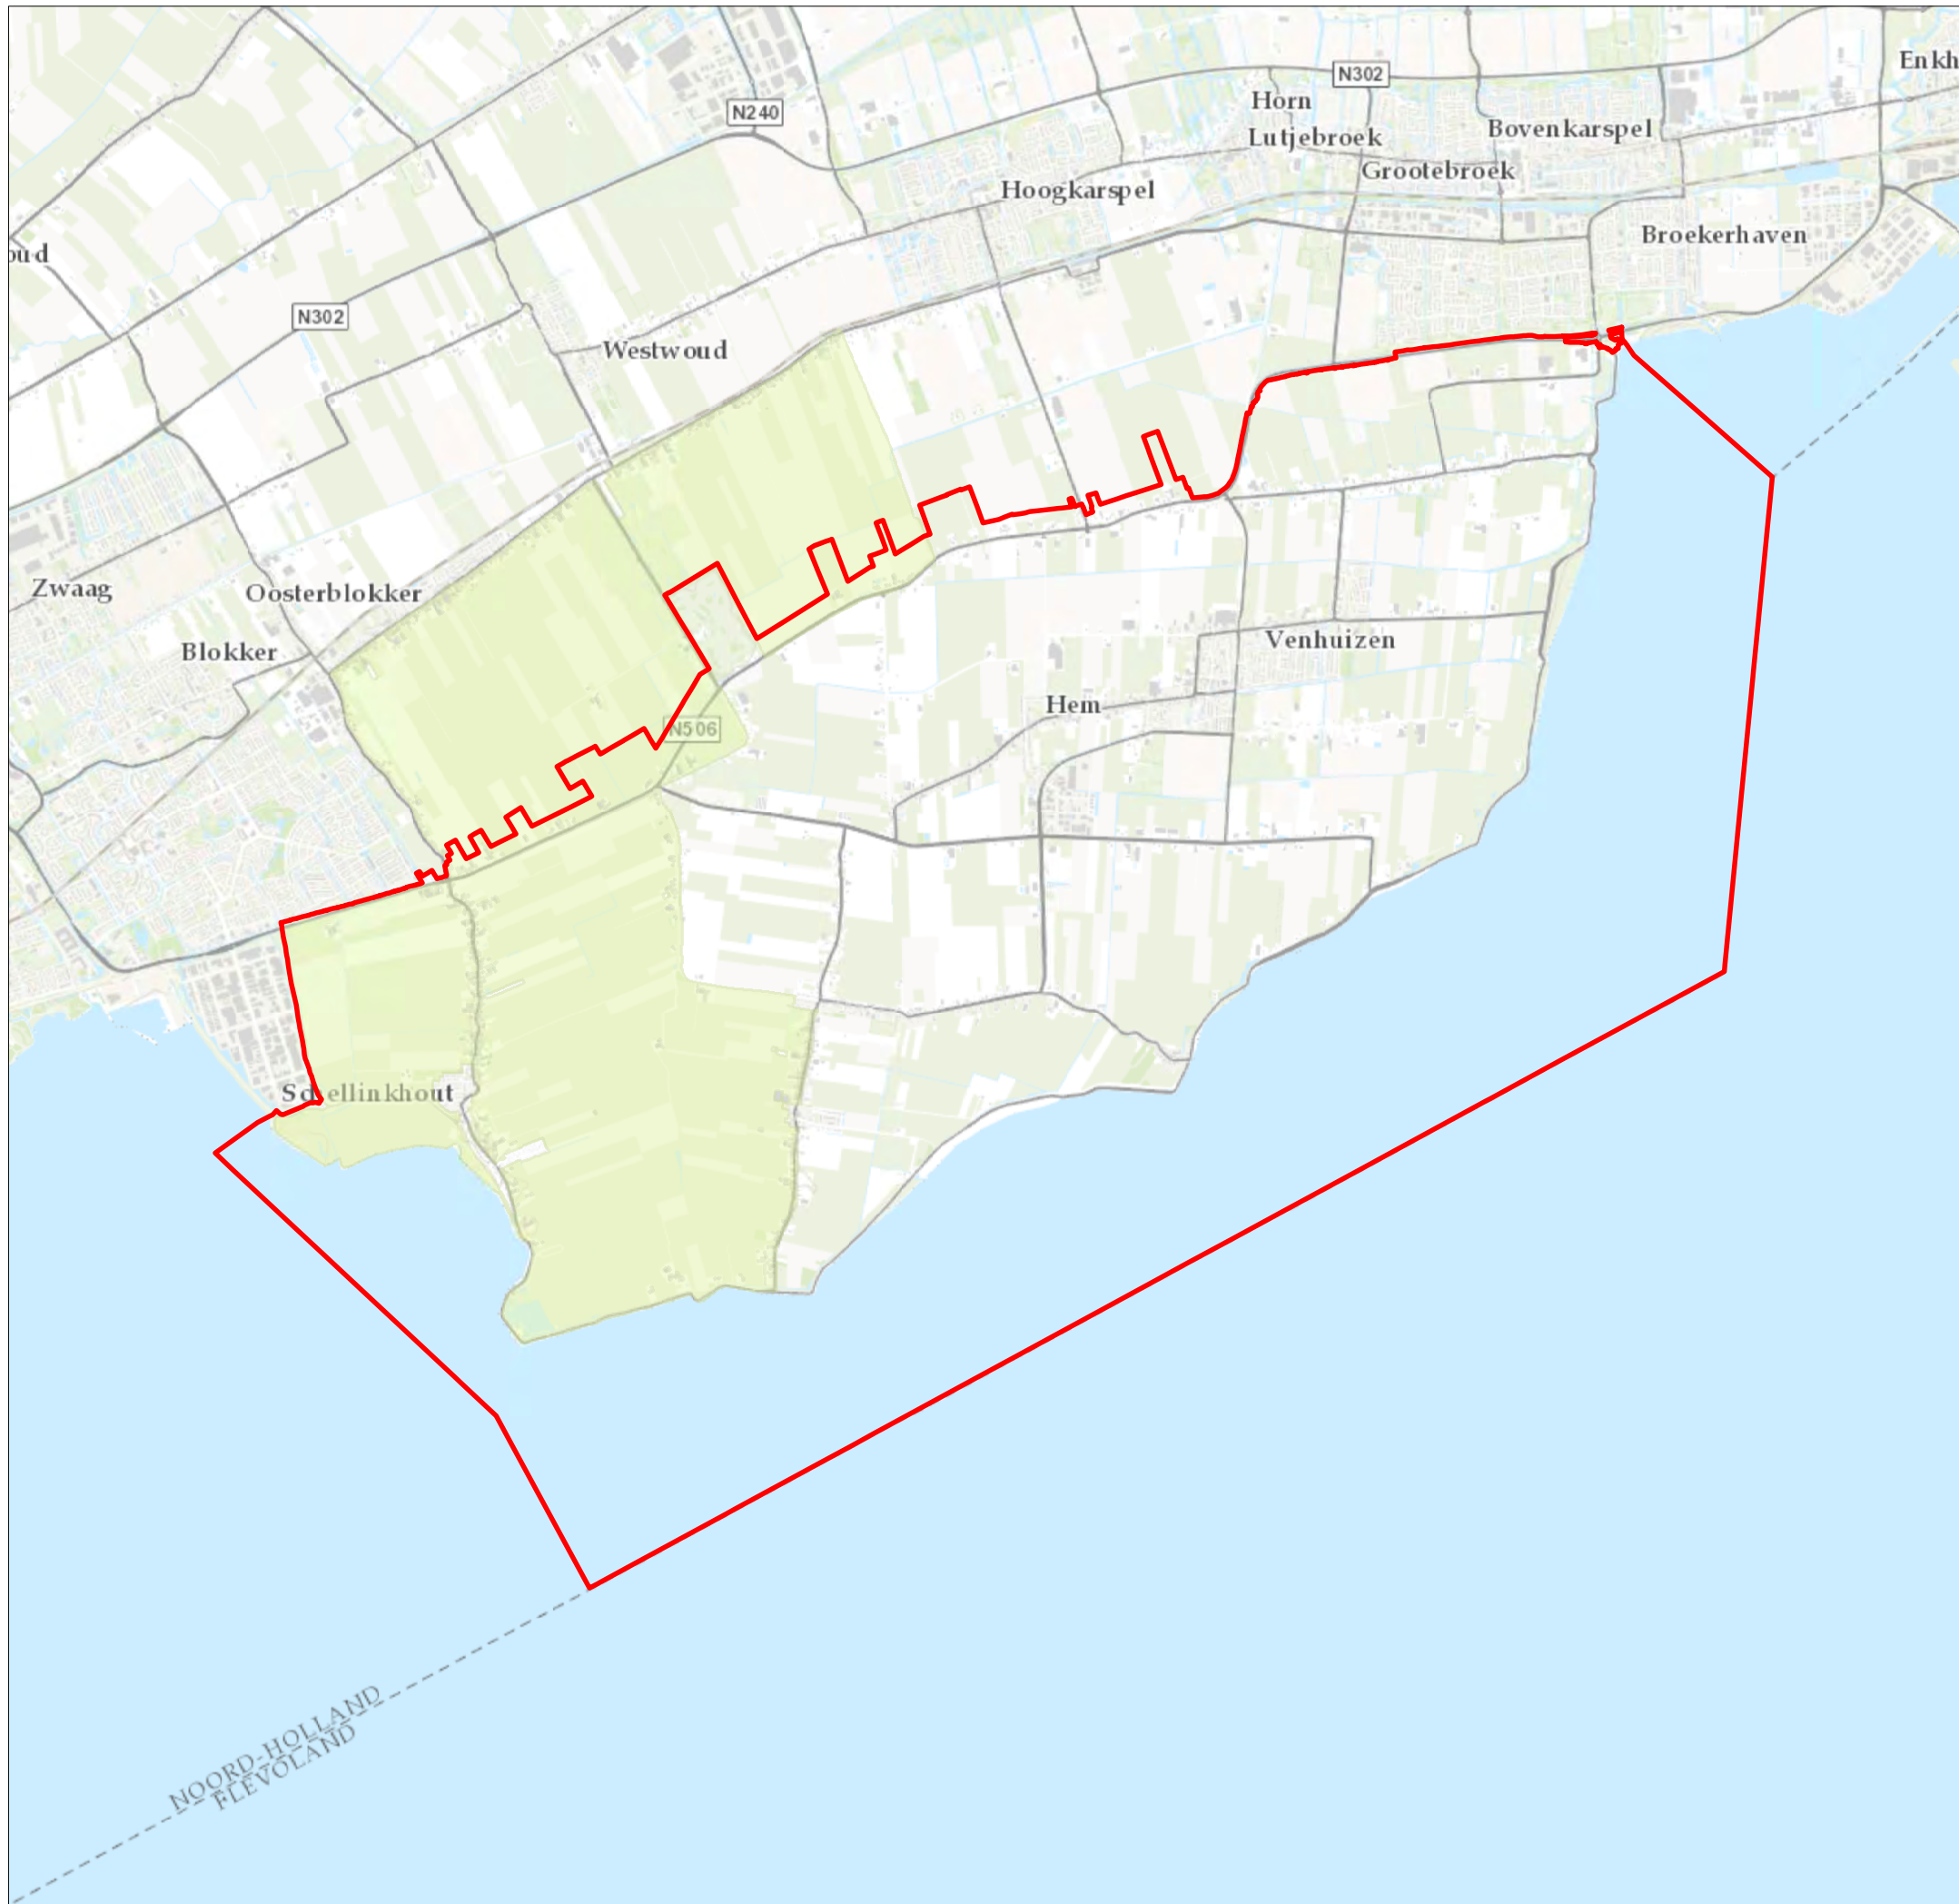 Enkh
N302
Horn
N240
Lutjebroek
Bovenkarspel
Grootebroek
Hoogkarspel
Broekerhaven
oud
N302
Westwoud
Zwaag
Oosterblokker
Blokker
Venhuizen
Hem
N506
Schellinkhout
NOORD-HOLLAND
FLEVOLAND